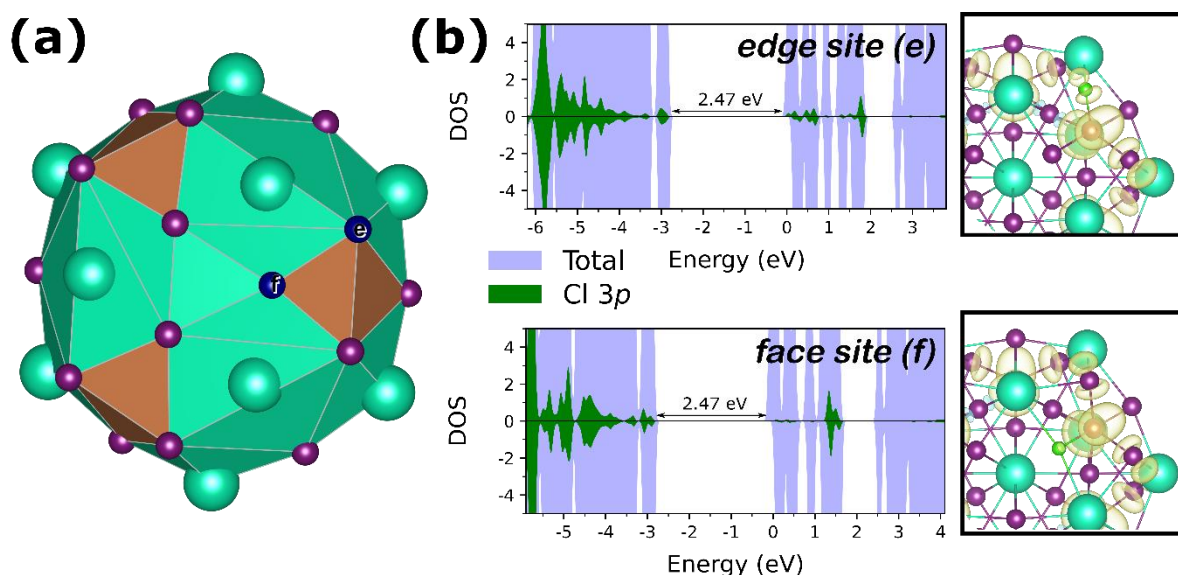 (a)
e
f
(b)
edge site (e)
DOS
4
2
0
-2
-4
2.47 eV
-6 -5 -4 -3 -2 -1 0 1 2 3
Energy (eV)
Total
Cl 3p
face site (f)
DOS
4
2
0
-2
-4
2.47 eV
-5 -4 -3 -2 -1 0 1 2 3 4
Energy (eV)